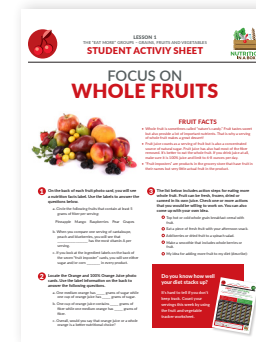 LESSON 1
THE "EAT MORE" GROUPS – GRAINS, FRUITS AND VEGETABLES
STUDENT ACTIVIY SHEET
NUTRITION
IN A BOX
FOCUS ON
WHOLE FRUITS
FRUIT FACTS
Whole fruit is sometimes called "nature's candy." Fruit tastes sweet
but also provide a lot of important nutrients. That is why a serving
of whole fruit makes a great dessert!
Fruit juice counts as a serving of fruit but is also a concentrated
source of natural sugar. Fruit juice has also had most of the fiber
removed. It's better to eat the whole fruit. If you drink juice at all,
make sure it is 100% juice and limit to 6-8 ounces per day.
"Fruit Imposters" are products in the grocery store that have fruit in
their names but very little actual fruit in the product.
1 On the back of each fruit photo card, you will see
a nutrition facts label. Use the labels to answer the
questions below.
a. Circle the following fruits that contain at least 3
grams of fiber per serving:
Pineapple Mango Raspberries Pear Grapes
b. When you compare one serving of cantaloupe,
peach and blueberries, you will see that
has the most vitamin C per
serving.
c. If you look at the ingredient labels on the back of
the seven "fruit imposter" cards, you will see either
sugar and/or corn in every product.
2 Locate the Orange and 100% Orange Juice photo
cards. Use the label information on the back to
answer the following questions.
a. One medium orange has grams of sugar while
one cup of orange juice has grams of sugar.
b. One cup of orange juice contains grams of
fiber while one medium orange has grams of
fiber.
c. Overall, would you say that orange juice or a whole
orange is a better nutritional choice?
3 The list below includes action steps for eating more
whole fruit. Fruit can be fresh, frozen, dried or
canned in its own juice. Check one or more actions
that you would be willing to work on. You can also
come up with your own idea.
Top hot or cold whole grain breakfast cereal with
fruit.
Eat a piece of fresh fruit with your afternoon snack.
Add berries or dried fruit to a salad.
Make a smoothie that includes whole berries or
fruit.
My idea for adding more fruit to my diet (describe):
Do you know how well
your diet stacks up?
It's hard to tell if you don't
keep track. Count your
servings this week by using
the fruit and vegetable
tracker worksheet.